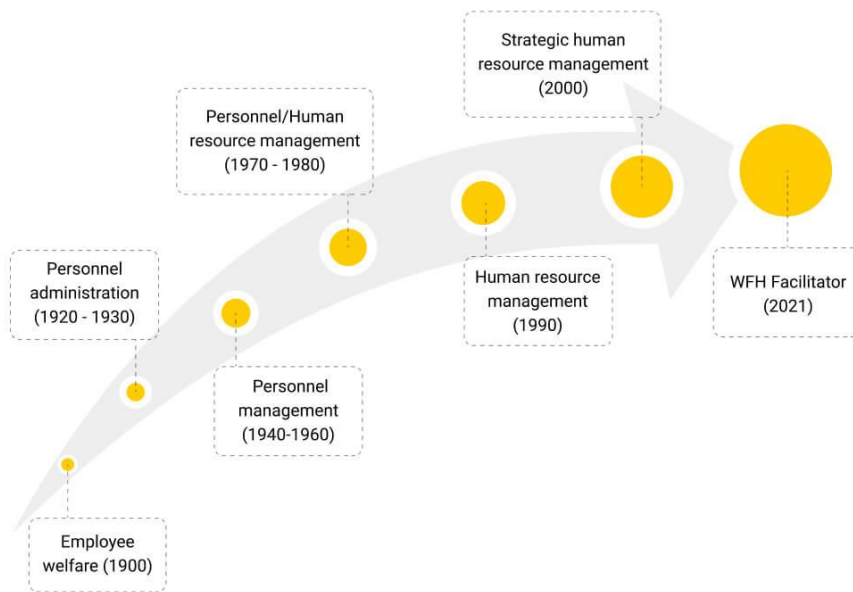 Strategic human
resource management
(2000)
Personnel/Human
resource management
(1970 - 1980)
Personnel
administration
(1920 - 1930)
Human resource
management
(1990)
WFH Facilitator
(2021)
Personnel
management
(1940-1960)
Employee
welfare (1900)